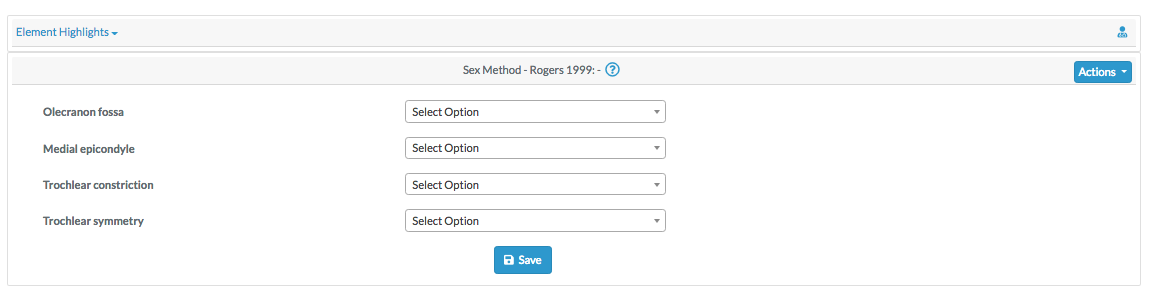 Element Highlights
Sex Method - Rogers 1999: - ?
Actions
Olecranon fossa Select Option
Medial epicondyle Select Option
Trochlear constriction Select Option
Trochlear symmetry Select Option
Save